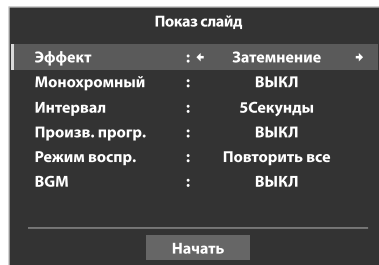 Показ слайд
Эффект : ← Затемнение →
Монохромный : ВЫКЛ
Интервал : 5Секунды
Произв. прогр. : ВЫКЛ
Режим воспр. : Повторить все
BGM : ВЫКЛ
Начать